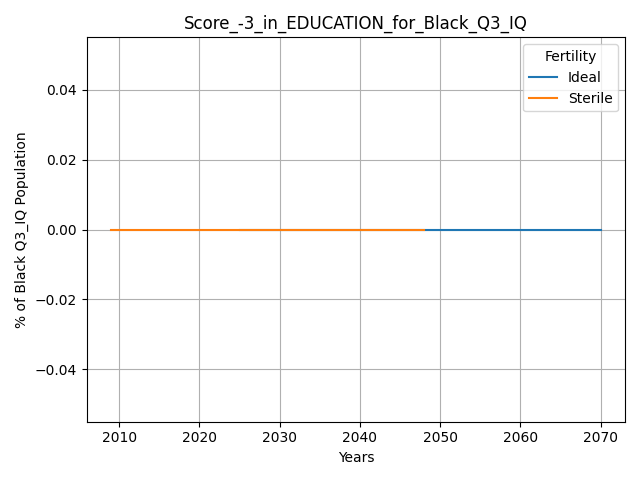 Score_-3_in_EDUCATION_for_Black_Q3_IQ
Fertility
Ideal
Sterile
% of Black Q3_IQ Population
0.04
0.02
0.00
−0.02
−0.04
2010 2020 2030 2040 2050 2060 2070
Years